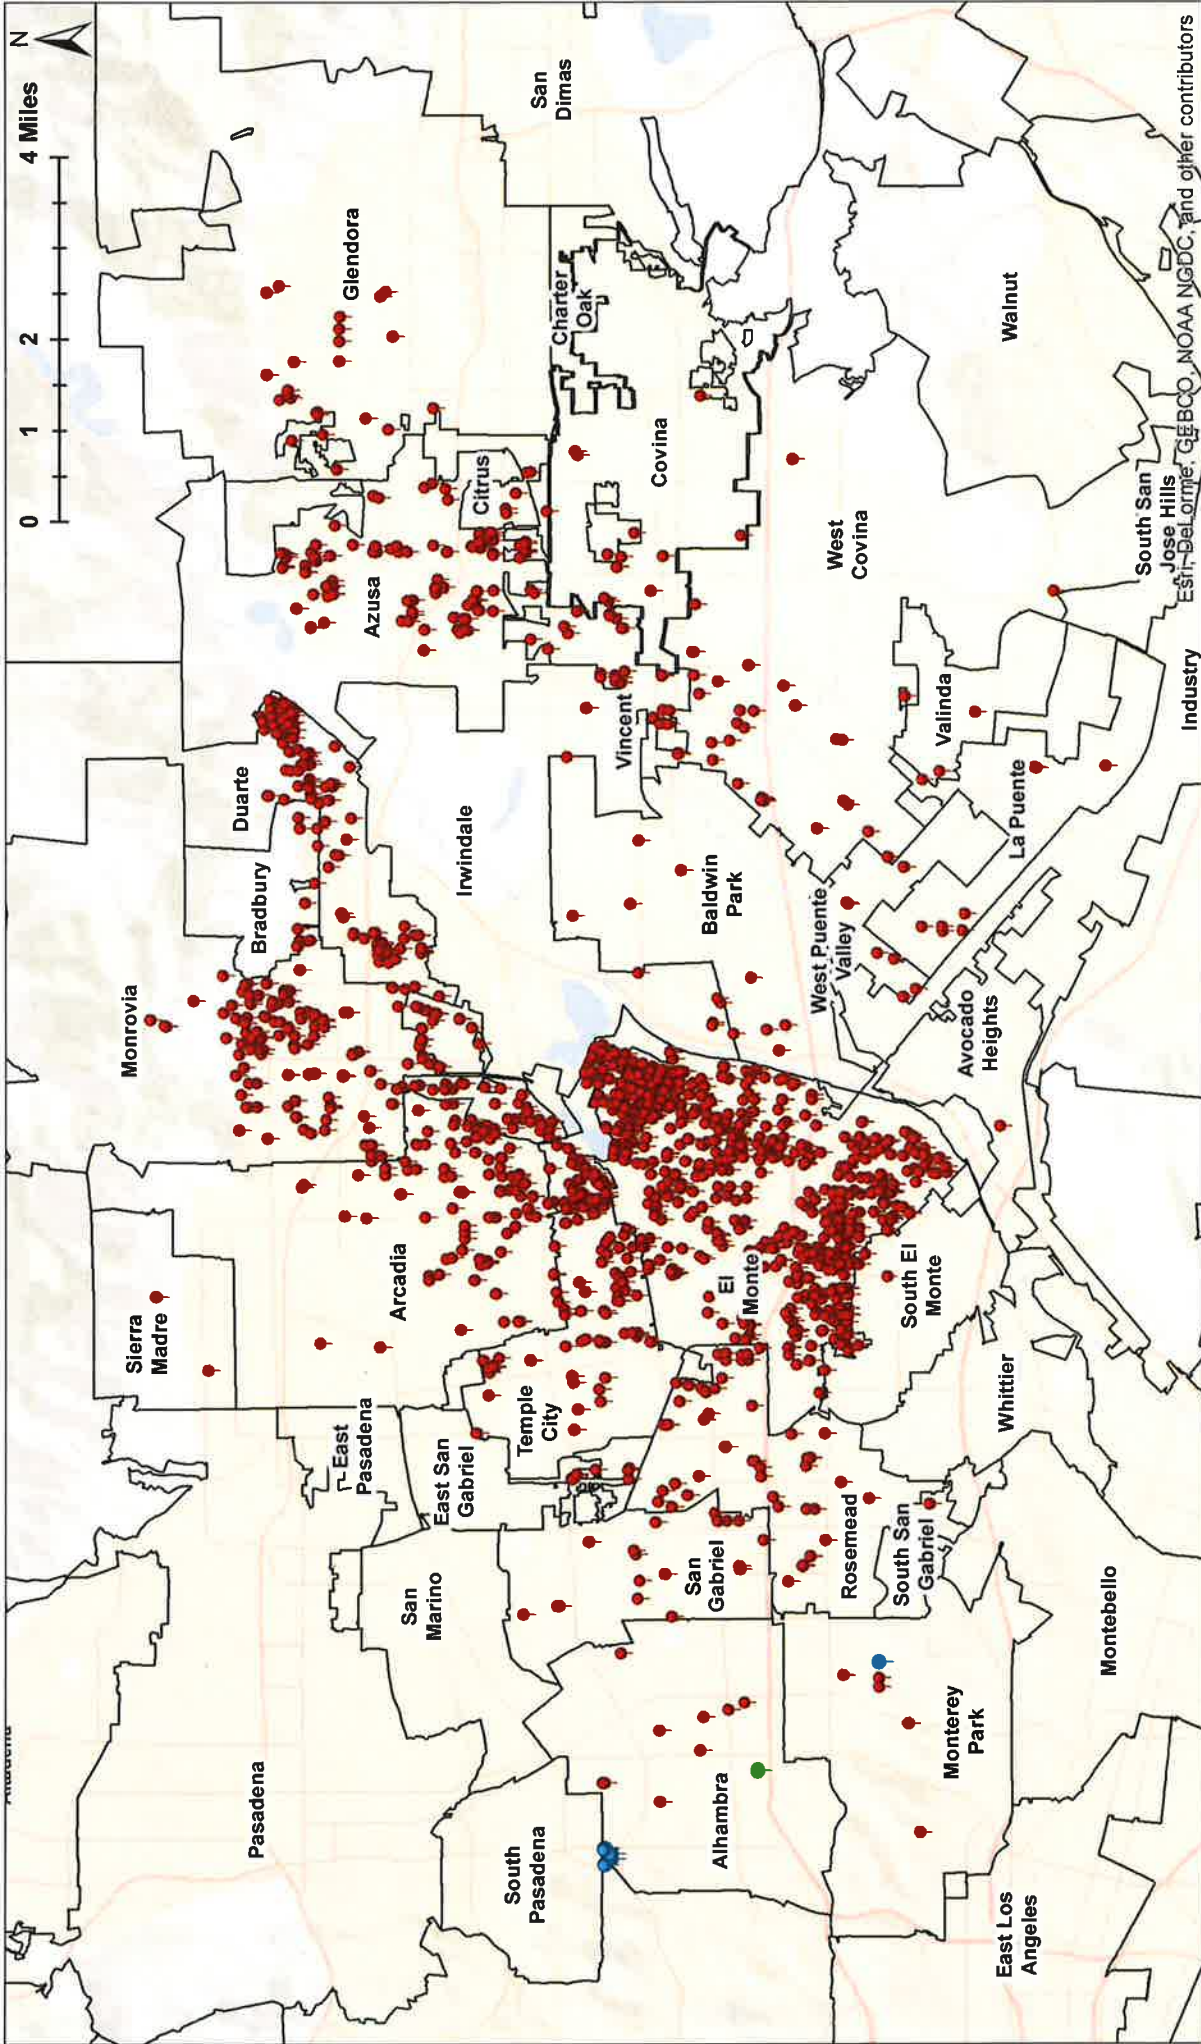 N
0
1
2
4 Miles
Monrovia
Duarte
Bradbury
Glendora
Sierra
Madre
Azusa
East
Pasadena
Arcadia
Pasadena
San
Marino
East San
Gabriel
Irwindale
Citrus
San
Dimas
South
Pasadena
Temple
City
Charter
Oak
Vincent
Covina
Alhambra
San
Gabriel
El
Monte
Baldwin
Park
West Puente
Valley
West
Covina
Rosemead
South San
Gabriel
South El
Monte
Valinda
Monterey
Park
Avocado
Heights
La Puente
Walnut
East Los
Angeles
Whittier
Montebello
South San
Jose Hills
Industry
Esri, DeLorme, GEBCO, NOAA NGDC, and other contributors